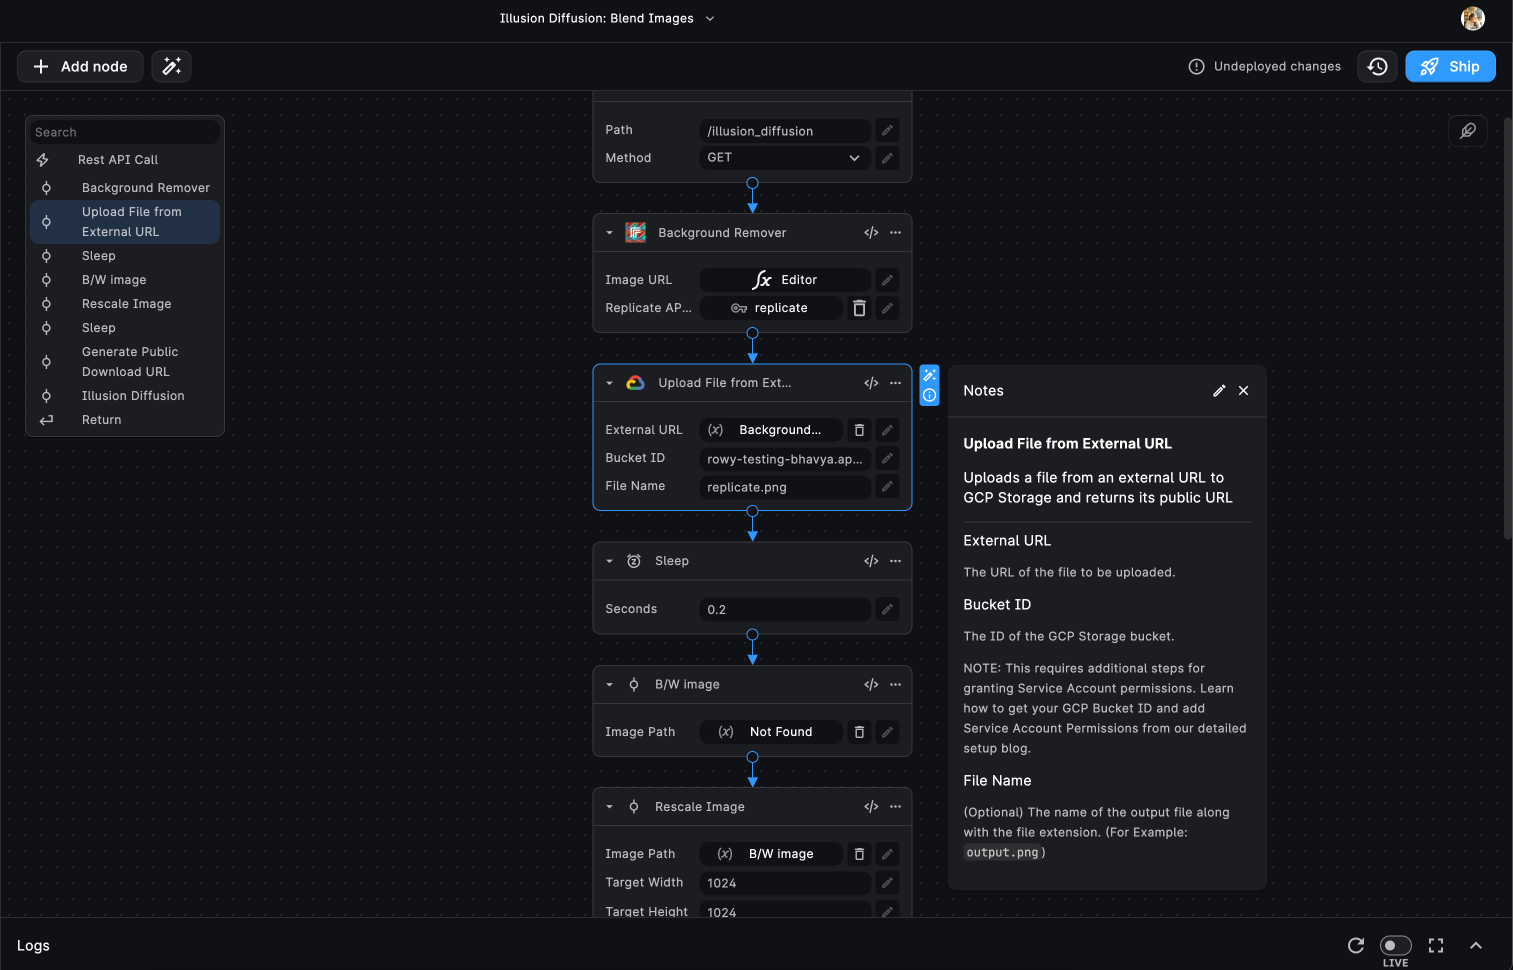 Illusion Diffusion: Blend Images
Add node
Undeployed changes
Ship
Search
Rest API Call
Background Remover
Upload File from
External URL
Sleep
B/W image
Rescale Image
Sleep
Generate Public
Download URL
Illusion Diffusion
Return
Path
/illusion_diffusion
Method
GET
Background Remover
Image URL
fx Editor
Replicate AP...
replicate
Upload File from Ext...
External URL
(x) Background...
Bucket ID
rowy-testing-bhavya.ap...
File Name
replicate.png
Sleep
Seconds
0.2
B/W image
Image Path
(x) Not Found
Rescale Image
Image Path
(x) B/W image
Target Width
1024
Target Height
1024
Notes
Upload File from External URL
Uploads a file from an external URL to
GCP Storage and returns its public URL
External URL
The URL of the file to be uploaded.
Bucket ID
The ID of the GCP Storage bucket.
NOTE: This requires additional steps for
granting Service Account permissions. Learn
how to get your GCP Bucket ID and add
Service Account Permissions from our detailed
setup blog.
File Name
(Optional) The name of the output file along
with the file extension. (For Example:
output.png)
Logs
LIVE